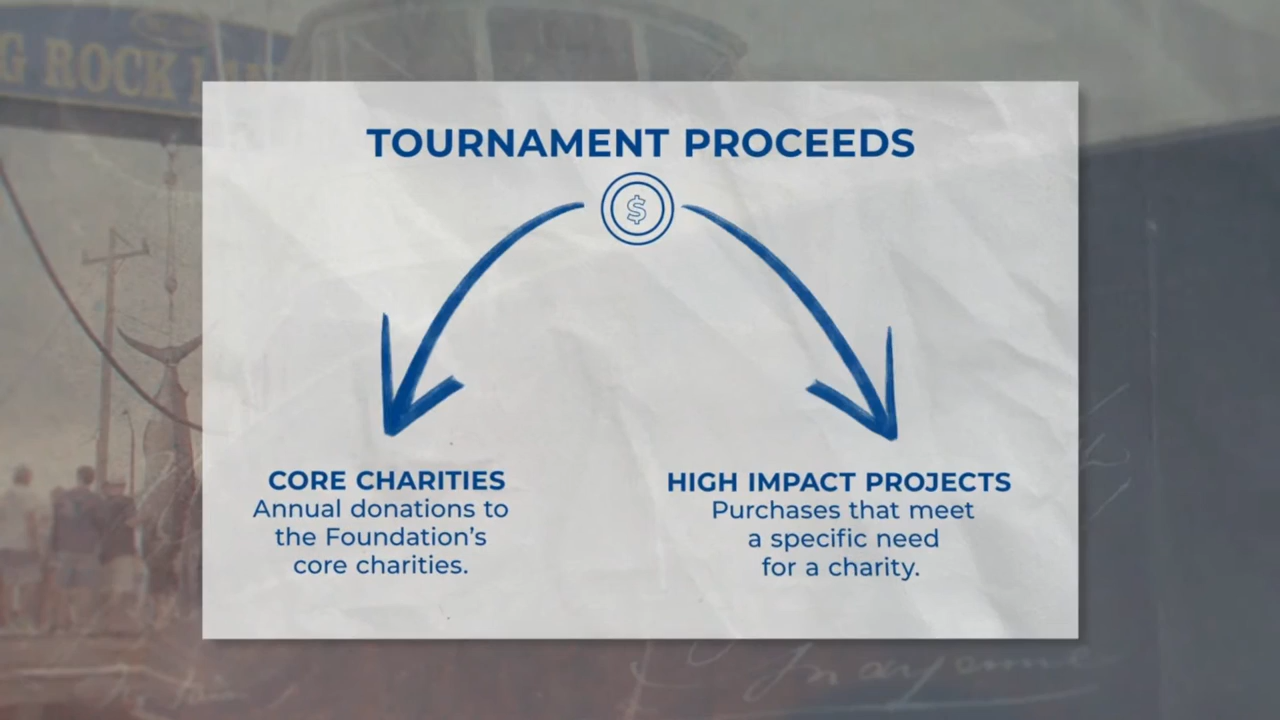 G ROCK
TOURNAMENT PROCEEDS
$
CORE CHARITIES
Annual donations to
the Foundation's
core charities.
HIGH IMPACT PROJECTS
Purchases that meet
a specific need
for a charity.